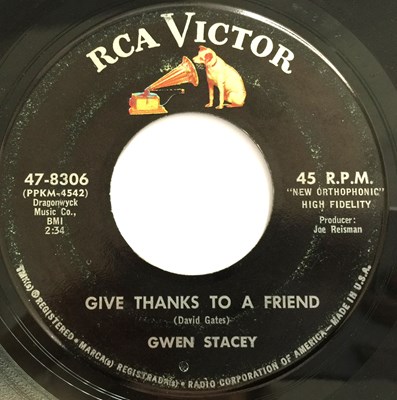 RCA VICTOR
47-8306
(PPKM-4542)
Dragonwyck
Music Co.,
BMI
2:34
45 R.P.M.
"NEW ORTHOPHONIC"
HIGH FIDELITY
Producer:
Joe Reisman
GIVE THANKS TO A FRIEND
(David Gates)
GWEN STACEY
TMK(s) ® REGISTERED • MARCA(s) REGISTRADA(s) • RADIO CORPORATION OF AMERICA — MADE IN U.S.A.